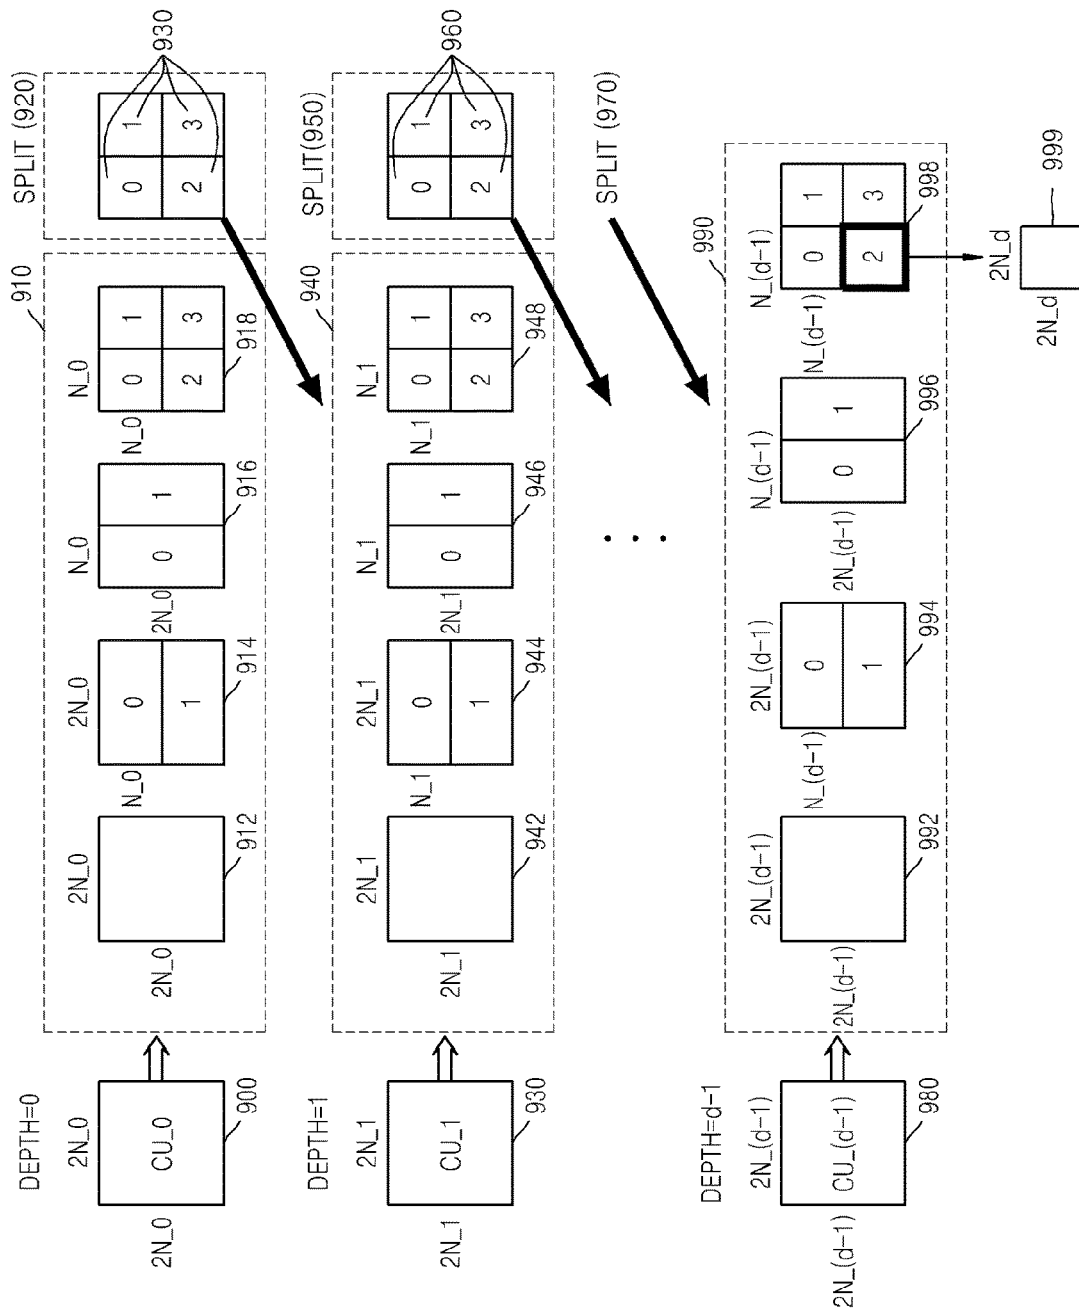 DEPTH=0
2N_0
2N_0
CU_0
900
910
2N_0
2N_0
912
2N_0
N_0
0
1
914
N_0
2N_0
0
1
916
N_0
N_0
0
1
2
3
918
SPLIT (920)
0
1
2
3
930
DEPTH=1
2N_1
2N_1
CU_1
930
940
2N_1
2N_1
942
2N_1
N_1
0
1
944
N_1
2N_1
0
1
946
N_1
N_1
0
1
2
3
948
SPLIT(950)
0
1
2
3
960
SPLIT (970)
DEPTH=d-1
2N_(d-1)
2N_(d-1)
CU_(d-1)
980
990
2N_(d-1)
2N_(d-1)
992
2N_(d-1)
N_(d-1)
0
1
994
N_(d-1)
2N_(d-1)
0
1
996
N_(d-1)
N_(d-1)
0
1
2
3
998
2N_d
2N_d
999